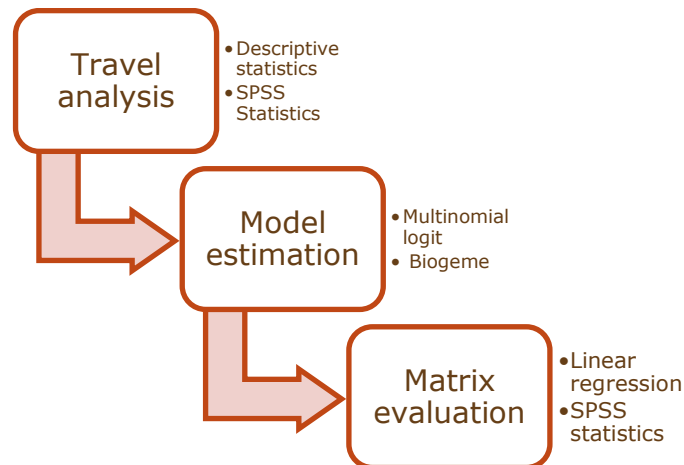 Travel
analysis
•Descriptive
statistics
•SPSS
Statistics
Model
estimation
•Multinomial
logit
• Biogeme
Matrix
evaluation
•Linear
regression
•SPSS
statistics